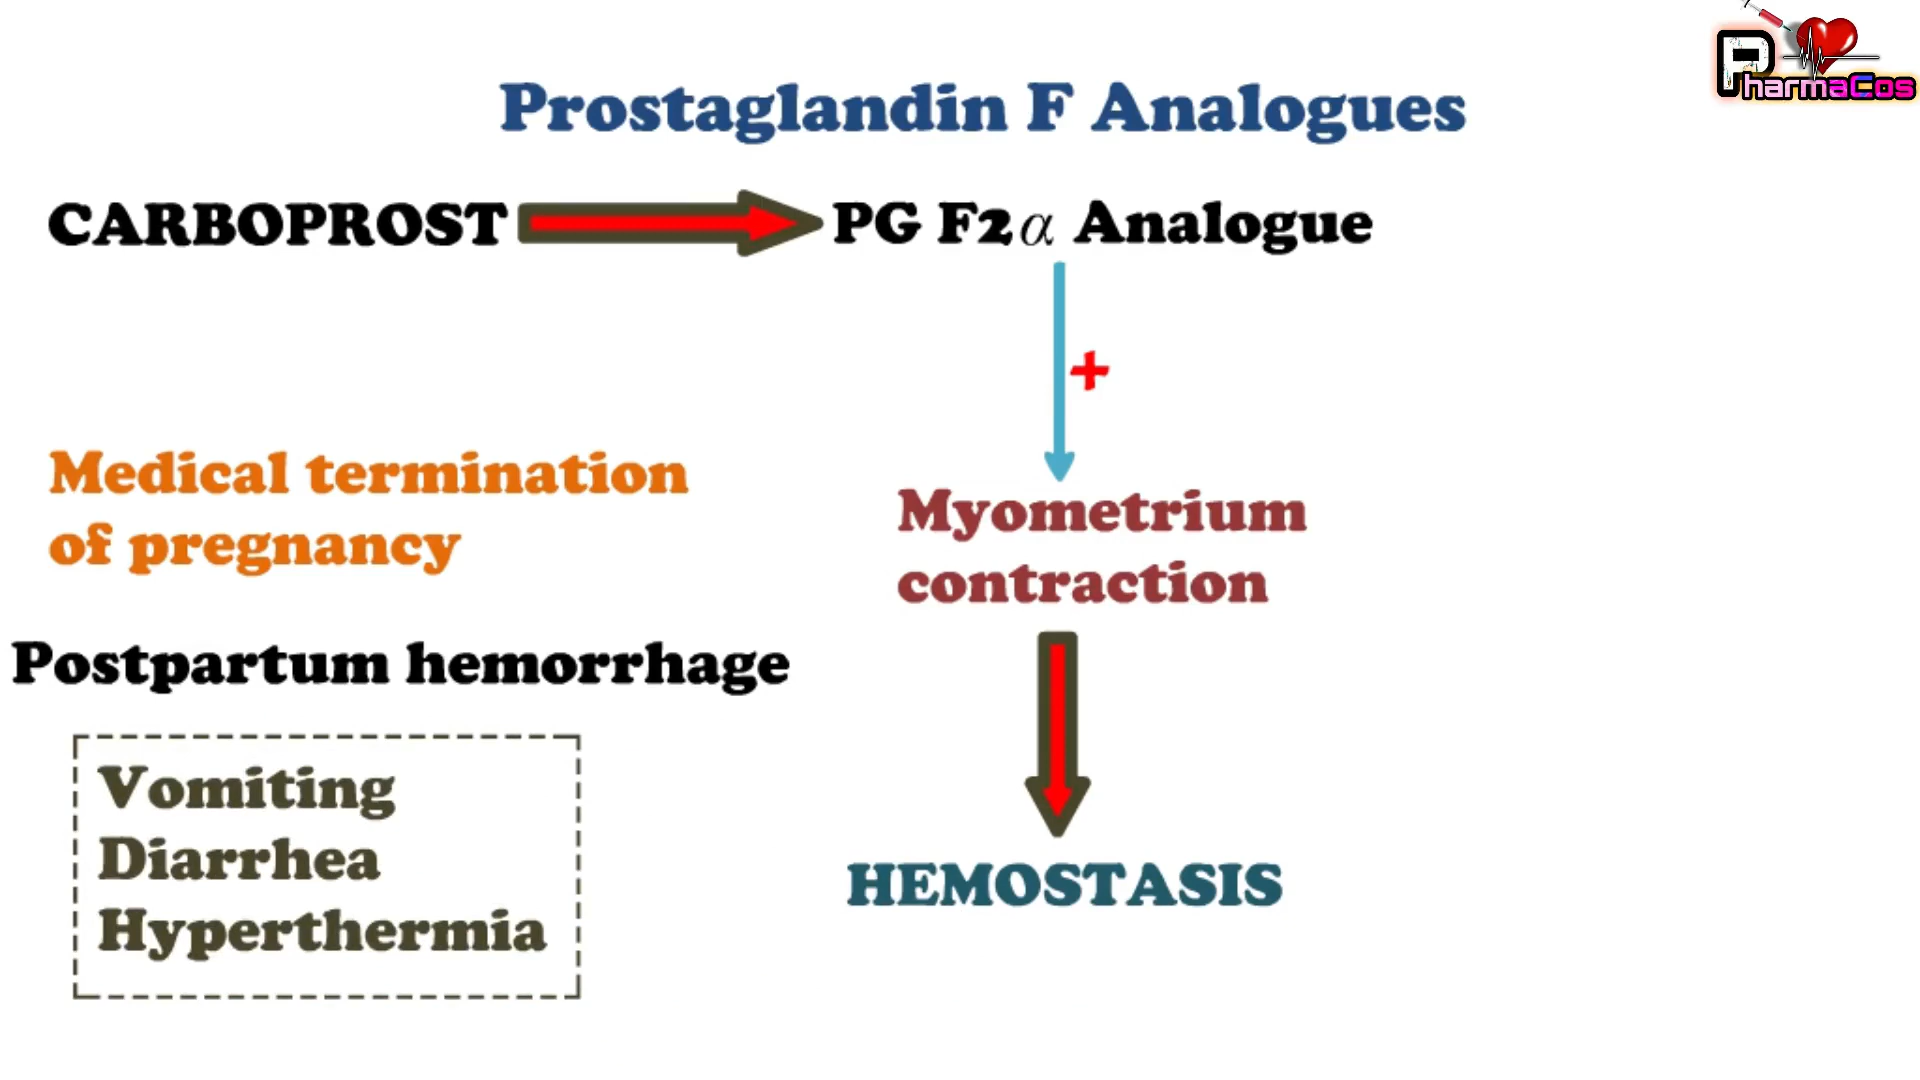 PharmaCos
Prostaglandin F Analogues
CARBOPROST
PG F2α Analogue
+
Medical termination
of pregnancy
Myometrium
contraction
Postpartum hemorrhage
Vomiting
Diarrhea
Hyperthermia
HEMOSTASIS